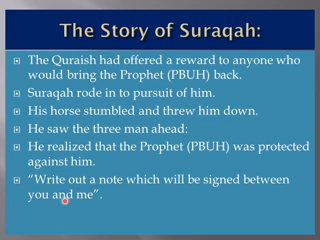 The Story of Suraqah:
The Quraish had offered a reward to anyone who
would bring the Prophet (PBUH) back.
Suraqah rode in to pursuit of him.
His horse stumbled and threw him down.
He saw the three man ahead:
He realized that the Prophet (PBUH) was protected
against him.
“Write out a note which will be signed between
you and me”.